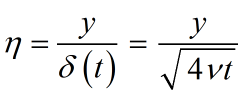 η = y / δ(t) = y / √(4νt)